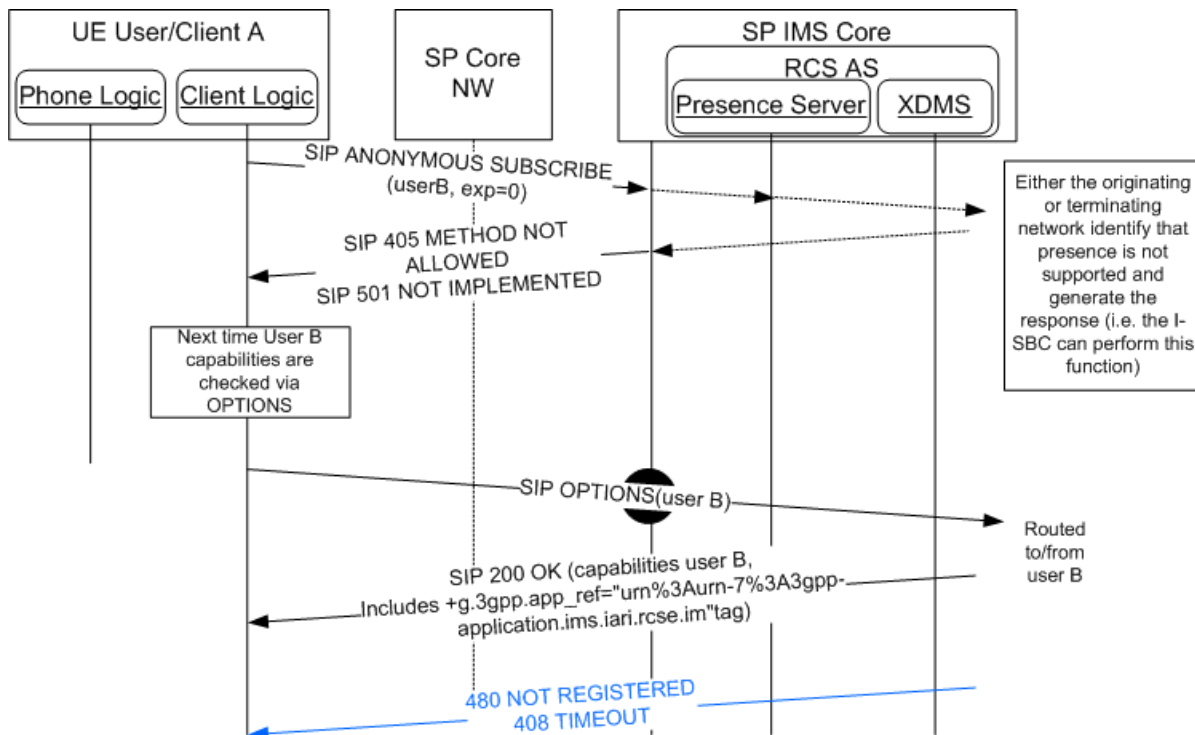 UE User/Client A
Phone Logic
Client Logic
SP Core
NW
SP IMS Core
RCS AS
Presence Server
XDMS
SIP ANONYMOUS SUBSCRIBE
(userB, exp=0)
Either the originating
or terminating
network identify that
presence is not
supported and
generate the
response (i.e. the I-
SBC can perform this
function)
SIP 405 METHOD NOT
ALLOWED
SIP 501 NOT IMPLEMENTED
Next time User B
capabilities are
checked via
OPTIONS
SIP OPTIONS(user B)
Routed
to/from
user B
SIP 200 OK (capabilities user B,
Includes +g.3gpp.app_ref="urn%3Aurn-7%3A3gpp-
application.ims.iari.rcse.im"tag)
480 NOT REGISTERED
408 TIMEOUT